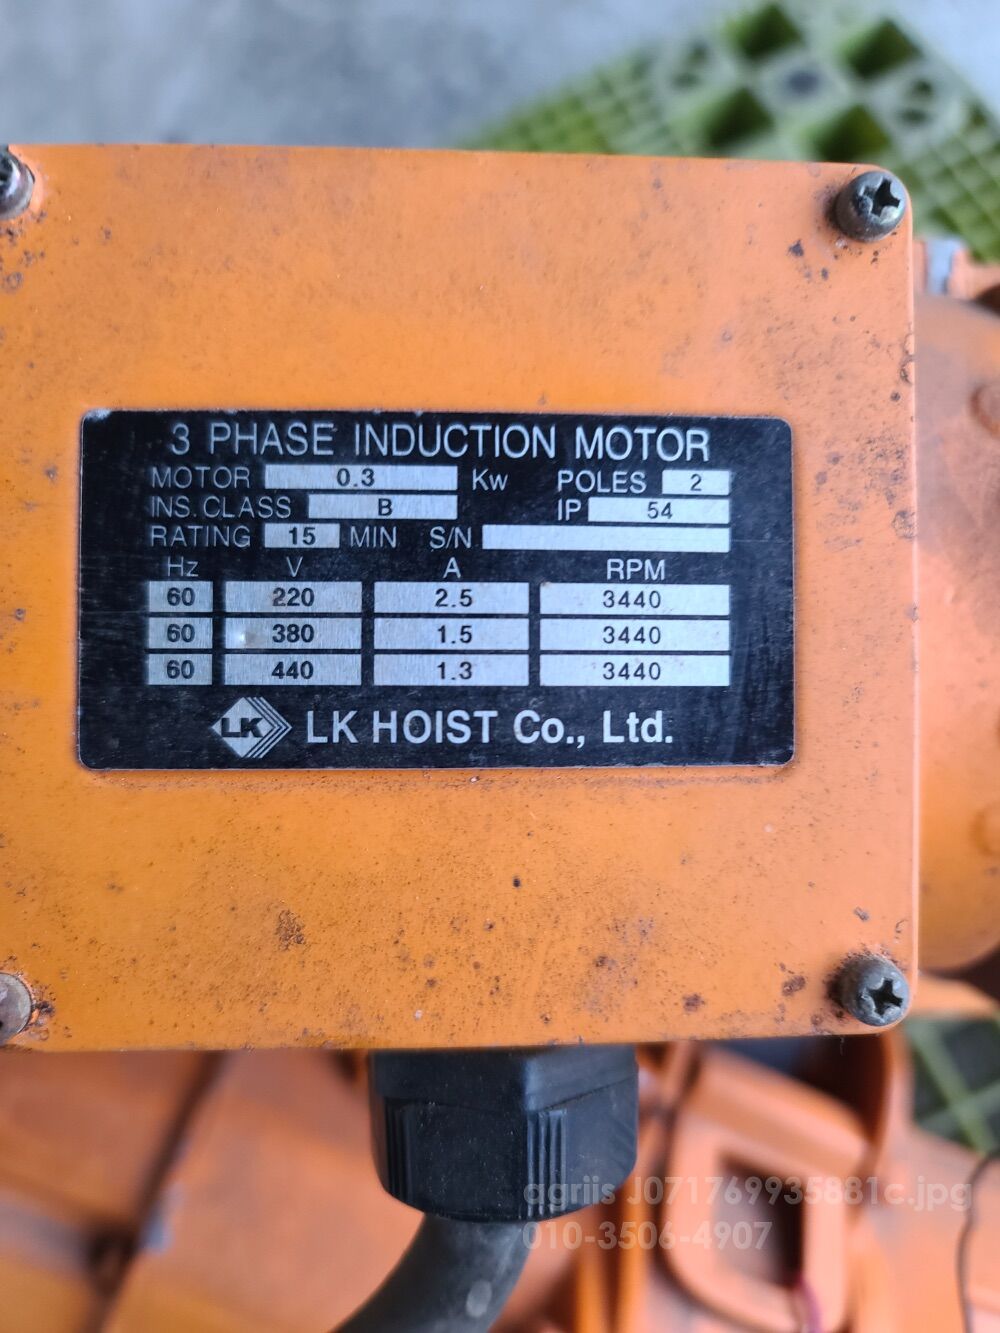 3 PHASE INDUCTION MOTOR
MOTOR 0.3 Kw POLES 2
INS. CLASS B IP 54
RATING 15 MIN S/N
Hz V A RPM
60 220 2.5 3440
60 380 1.5 3440
60 440 1.3 3440
LK LK HOIST Co., Ltd.
qgriis J071769935881c.jpg
010-3506-4907